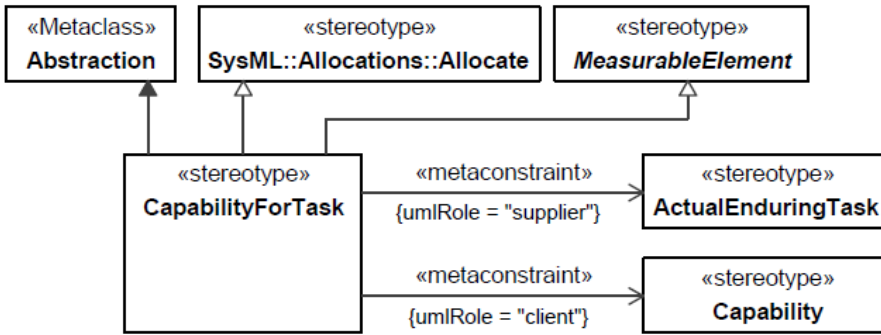 «Metaclass»
Abstraction
«stereotype»
SysML::Allocations::Allocate
«stereotype»
MeasurableElement
«stereotype»
CapabilityForTask
«metaconstraint»
{umlRole = "supplier"}
«stereotype»
ActualEnduringTask
«metaconstraint»
{umlRole = "client"}
«stereotype»
Capability